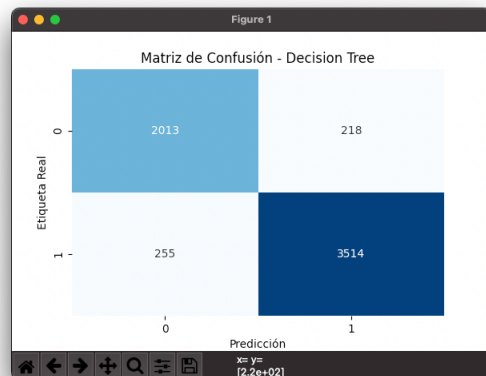 Figure 1
Matriz de Confusión - Decision Tree
0
2013
218
Etiqueta Real
1
255
3514
0
1
Predicción
x= y=
[2.2e+02]